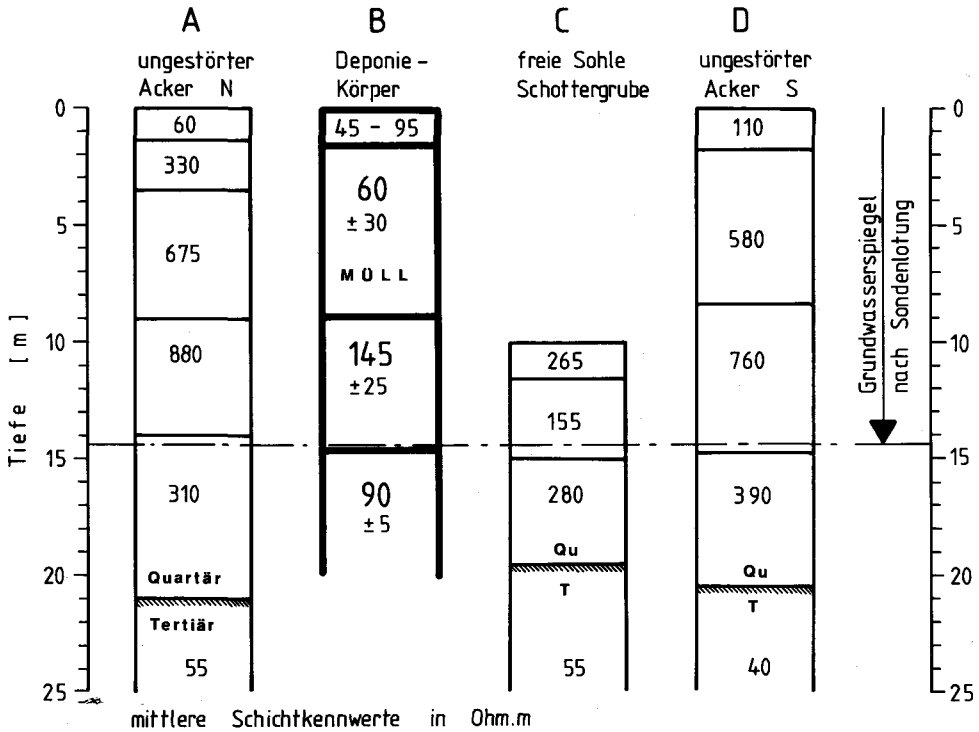 A B C D
ungestörter Deponie- freie Sohle ungestörter
Acker N Körper Schottergrube Acker S
0 0
60 45 - 95 110
330
60
± 30
5 5
580
675
MÜLL
Grundwasserspiegel
nach Sondenlotung
Tiefe [m]
10 10
880 145 265 760
± 25
155
15 15
310 90 280 390
± 5
Qu
Quartär Qu
20 20
T
Tertiär T
55 55 40
25 25
mittlere Schichtkennwerte in Ohm.m